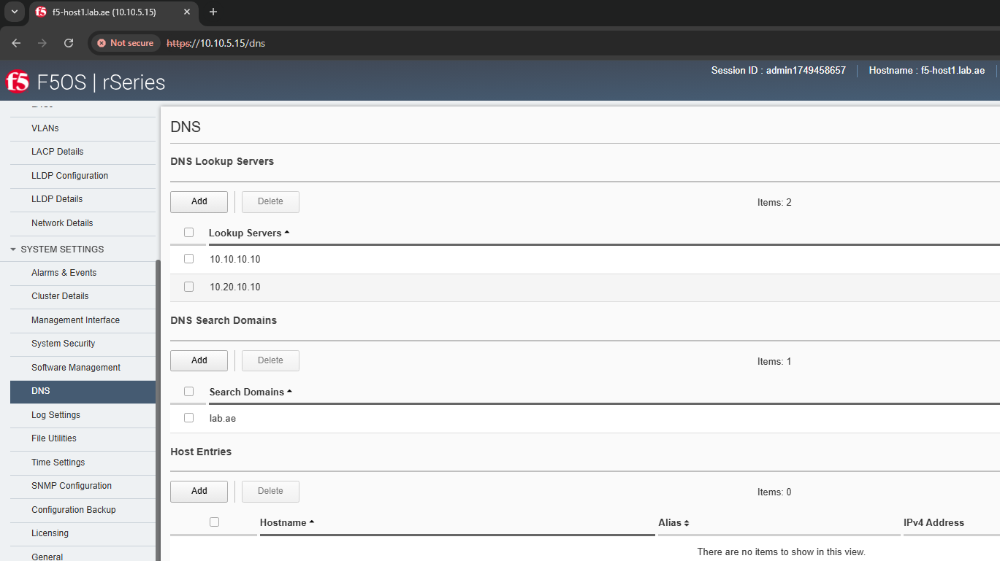 f5-host1.lab.ae (10.10.5.15)
Not secure https://10.10.5.15/dns
f5 F5OS | rSeries
Session ID : admin1749458657 Hostname : f5-host1.lab.ae
VLANs
LACP Details
LLDP Configuration
LLDP Details
Network Details
SYSTEM SETTINGS
Alarms & Events
Cluster Details
Management Interface
System Security
Software Management
DNS
Log Settings
File Utilities
Time Settings
SNMP Configuration
Configuration Backup
Licensing
General
DNS
DNS Lookup Servers
Add Delete Items: 2
Lookup Servers
10.10.10.10
10.20.10.10
DNS Search Domains
Add Delete Items: 1
Search Domains
lab.ae
Host Entries
Add Delete Items: 0
Hostname Alias IPv4 Address
There are no items to show in this view.